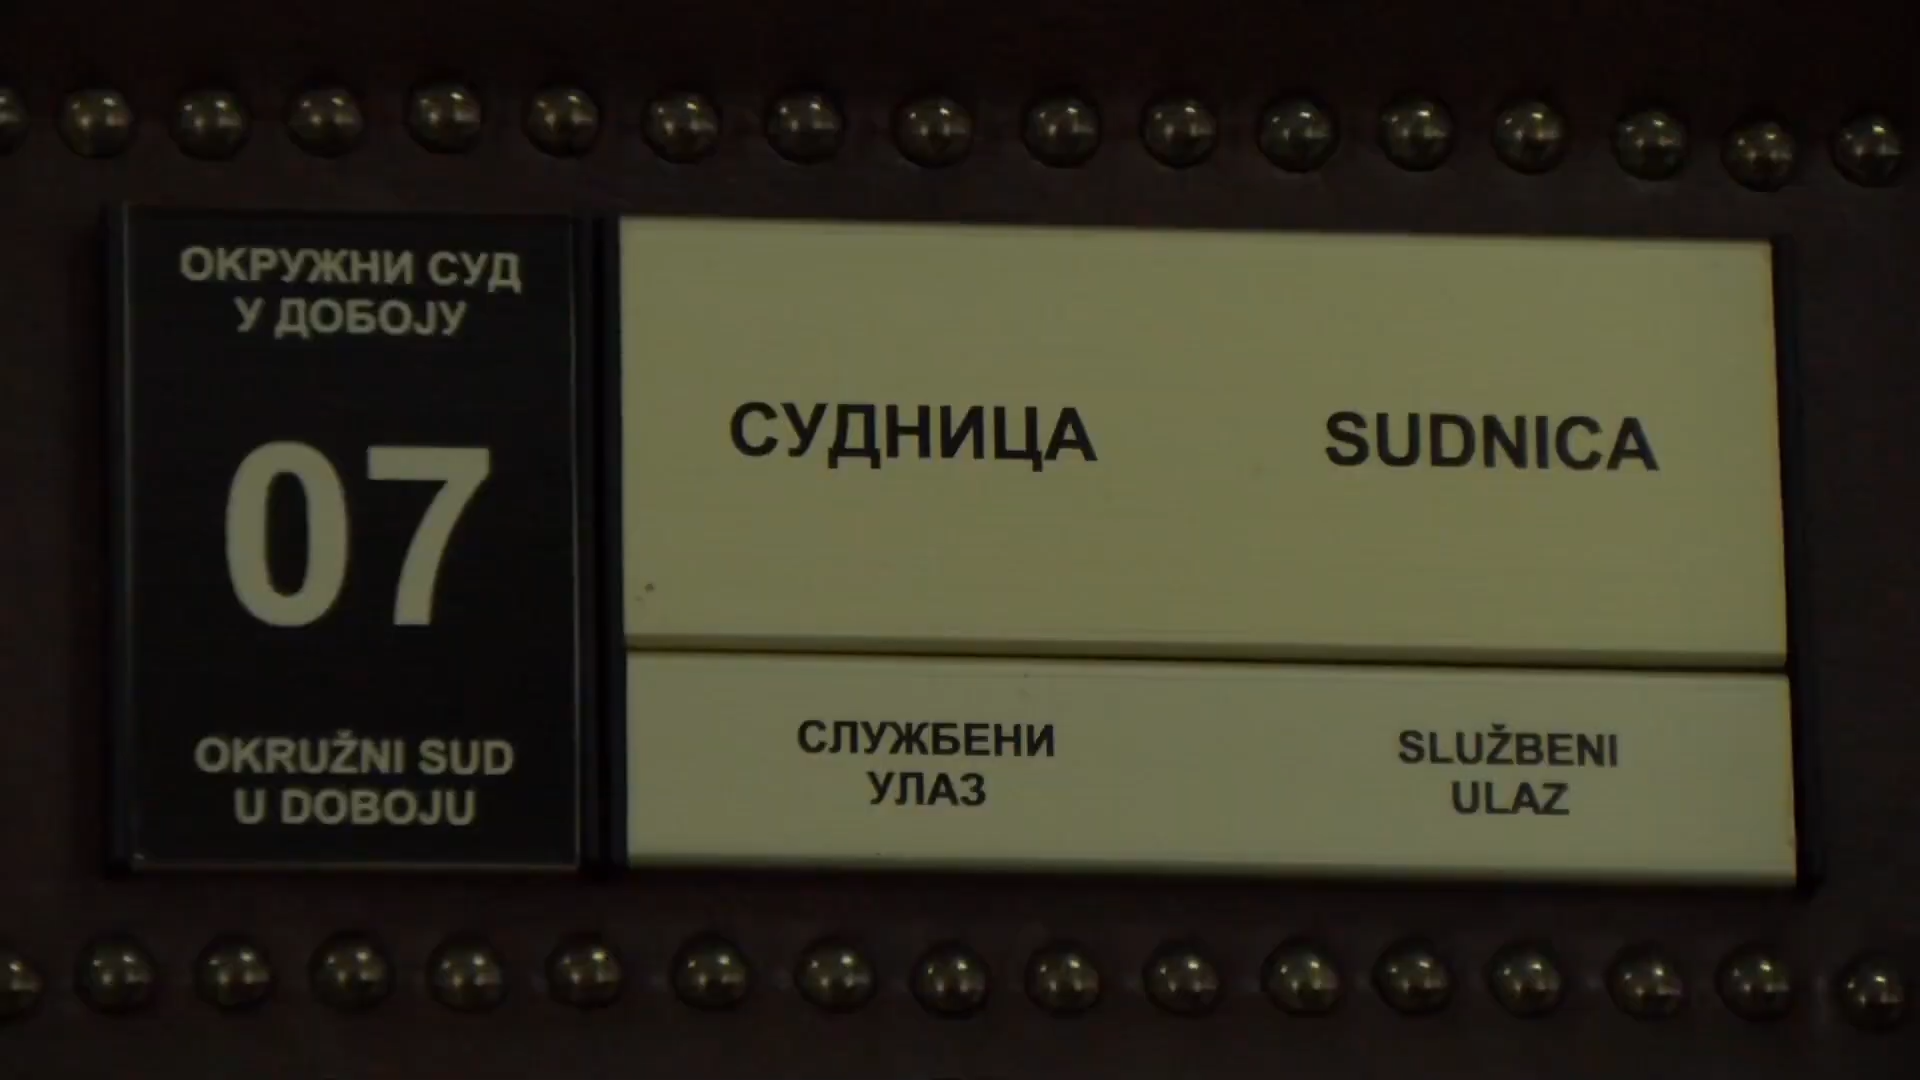 ОКРУЖНИ СУД
У ДОБОЈУ
07
OKRUŽNI SUD
U DOBOJU
СУДНИЦА
SUDNICA
СЛУЖБЕНИ
УЛАЗ
SLUŽBENI
ULAZ